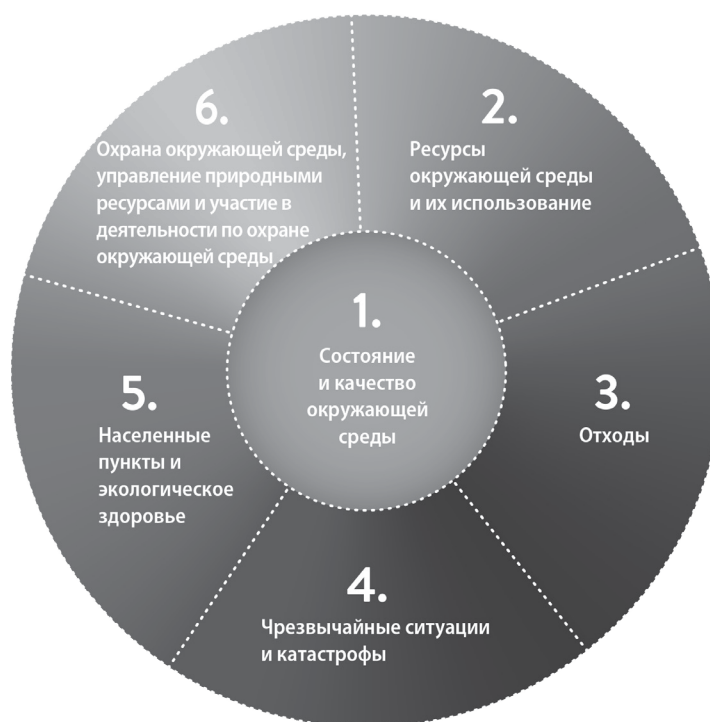 1.
Состояние
и качество
окружающей
среды
2.
Ресурсы
окружающей среды
и их использование
3.
Отходы
4.
Чрезвычайные ситуации
и катастрофы
5.
Населенные
пункты и
экологическое
здоровье
6.
Охрана окружающей среды,
управление природными
ресурсами и участие в
деятельности по охране
окружающей среды